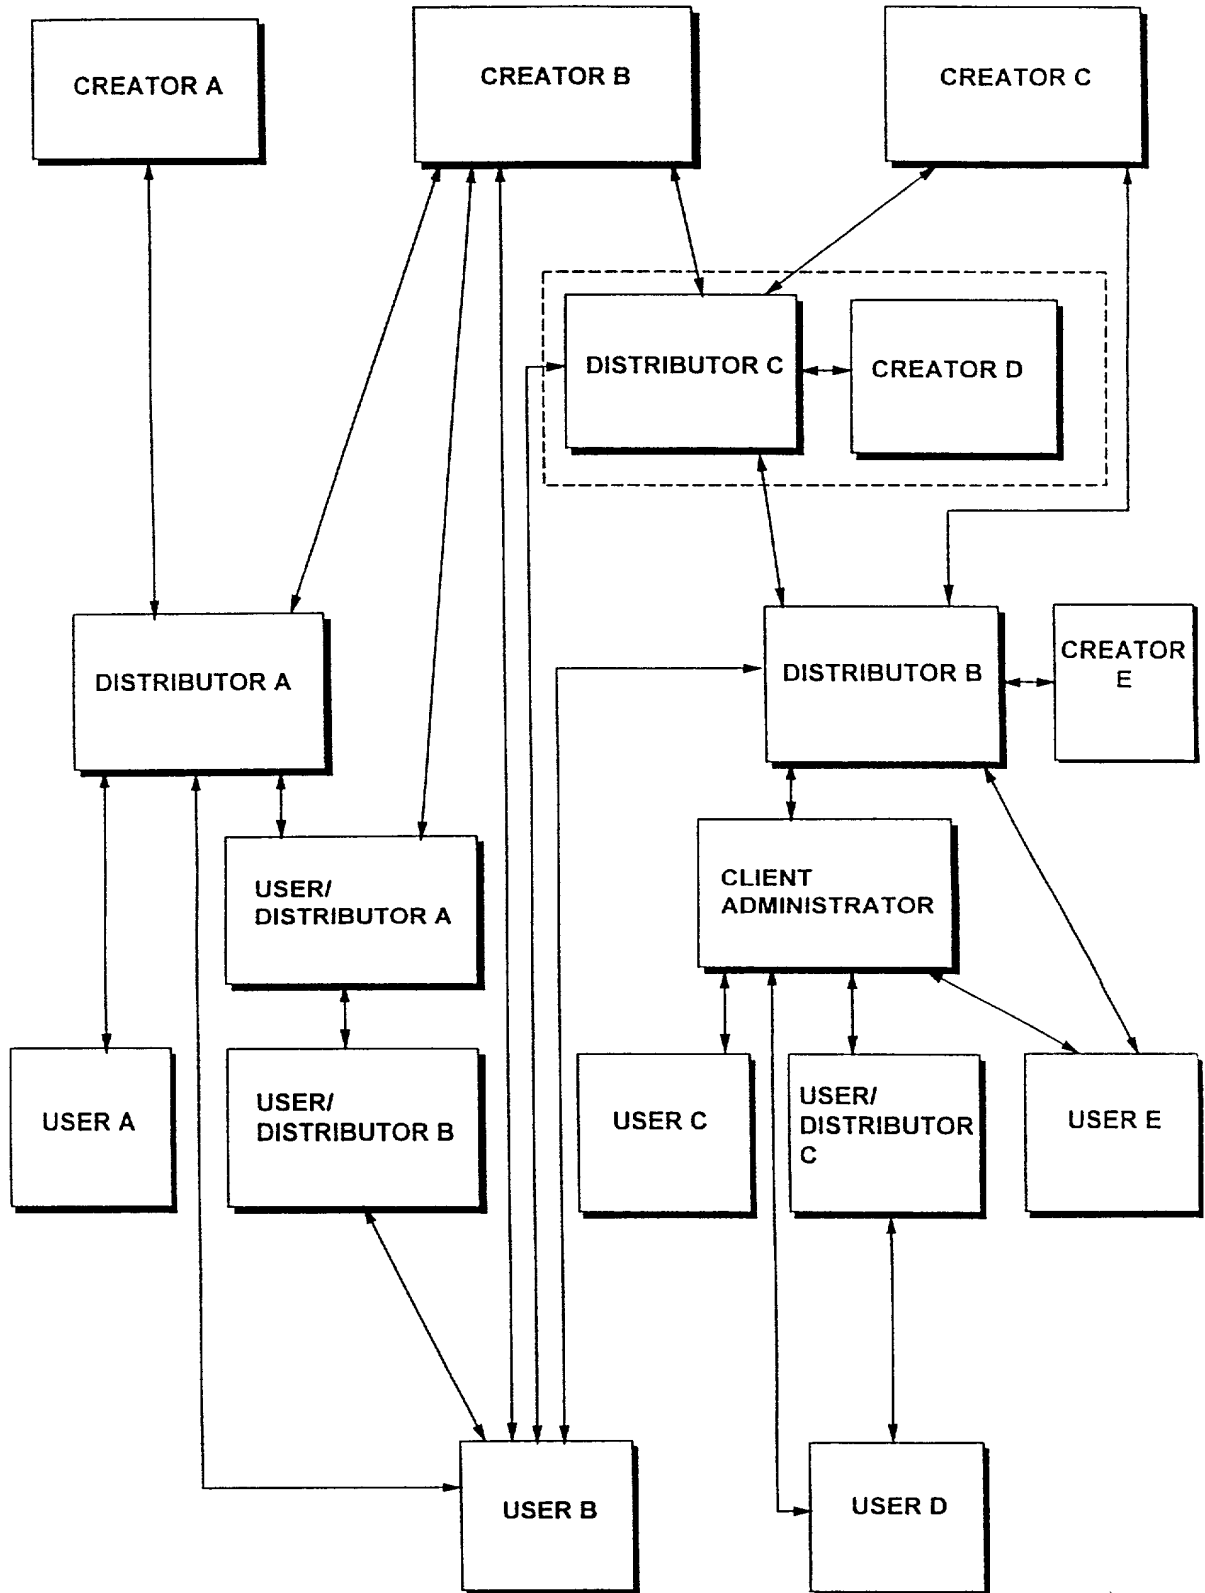 CREATOR A
CREATOR B
CREATOR C
DISTRIBUTOR C
CREATOR D
DISTRIBUTOR A
DISTRIBUTOR B
CREATOR
E
USER/
DISTRIBUTOR A
CLIENT
ADMINISTRATOR
USER A
USER/
DISTRIBUTOR B
USER C
USER/
DISTRIBUTOR
C
USER E
USER B
USER D